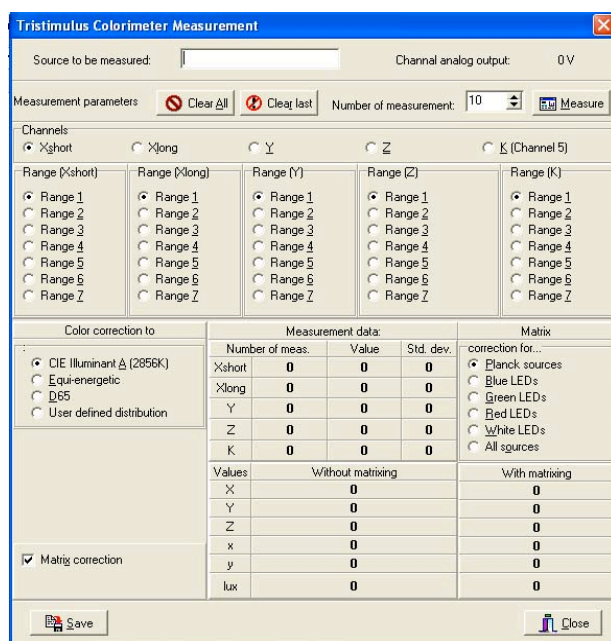 Tristimulus Colorimeter Measurement
Source to be measured: Channel analog output: 0 V
Measurement parameters Clear All Clear last Number of measurement: 10 Measure
Channels
Xshort Xlong Y Z K (Channel 5)
Range (Xshort) Range (Xlong) Range (Y) Range (Z) Range (K)
Range 1 Range 1 Range 1 Range 1 Range 1
Range 2 Range 2 Range 2 Range 2 Range 2
Range 3 Range 3 Range 3 Range 3 Range 3
Range 4 Range 4 Range 4 Range 4 Range 4
Range 5 Range 5 Range 5 Range 5 Range 5
Range 6 Range 6 Range 6 Range 6 Range 6
Range 7 Range 7 Range 7 Range 7 Range 7
Color correction to Measurement data: Matrix
: Number of meas. Value Std. dev. correction for...
CIE Illuminant A (2856K) Xshort 0 0 0 Planck sources
Equi-energetic Xlong 0 0 0 Blue LEDs
D65 Y 0 0 0 Green LEDs
User defined distribution Z 0 0 0 Red LEDs
K 0 0 0 White LEDs
All sources
Values Without matrixing With matrixing
X 0 0
Y 0 0
Z 0 0
x 0 0
Matrix correction y 0 0
lux 0 0
Save Close